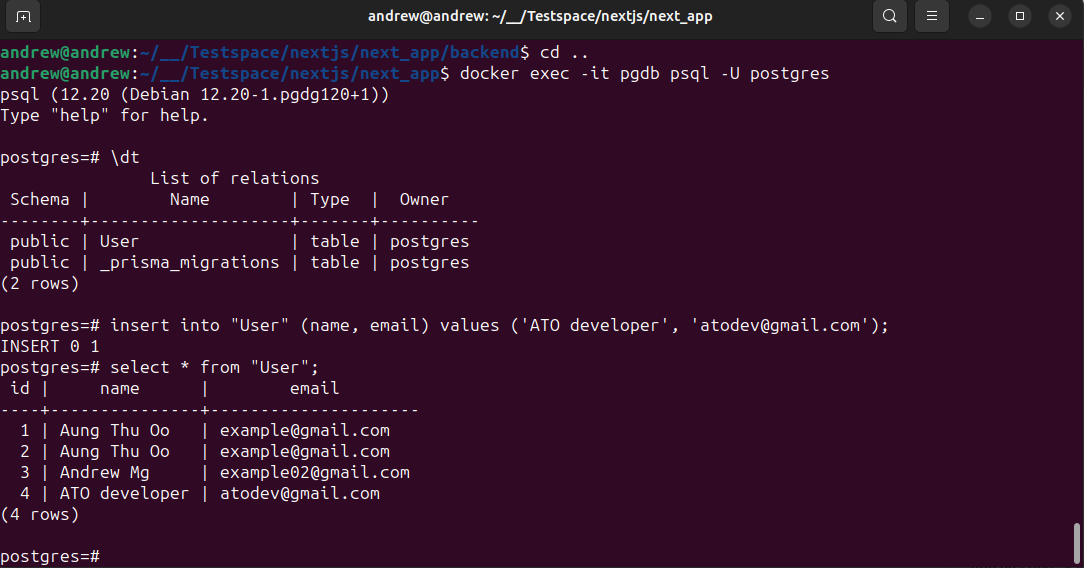 andrew@andrew: ~/__/Testspace/nextjs/next_app
andrew@andrew:~/__/Testspace/nextjs/next_app/backend$ cd ..
andrew@andrew:~/__/Testspace/nextjs/next_app$ docker exec -it pgdb psql -U postgres
psql (12.20 (Debian 12.20-1.pgdg120+1))
Type "help" for help.

postgres=# \dt
               List of relations
 Schema |        Name        | Type  |  Owner
--------+--------------------+-------+----------
 public | User               | table | postgres
 public | _prisma_migrations | table | postgres
(2 rows)

postgres=# insert into "User" (name, email) values ('ATO developer', 'atodev@gmail.com');
INSERT 0 1
postgres=# select * from "User";
 id |     name      |        email
----+---------------+---------------------
  1 | Aung Thu Oo   | example@gmail.com
  2 | Aung Thu Oo   | example@gmail.com
  3 | Andrew Mg     | example02@gmail.com
  4 | ATO developer | atodev@gmail.com
(4 rows)

postgres=#